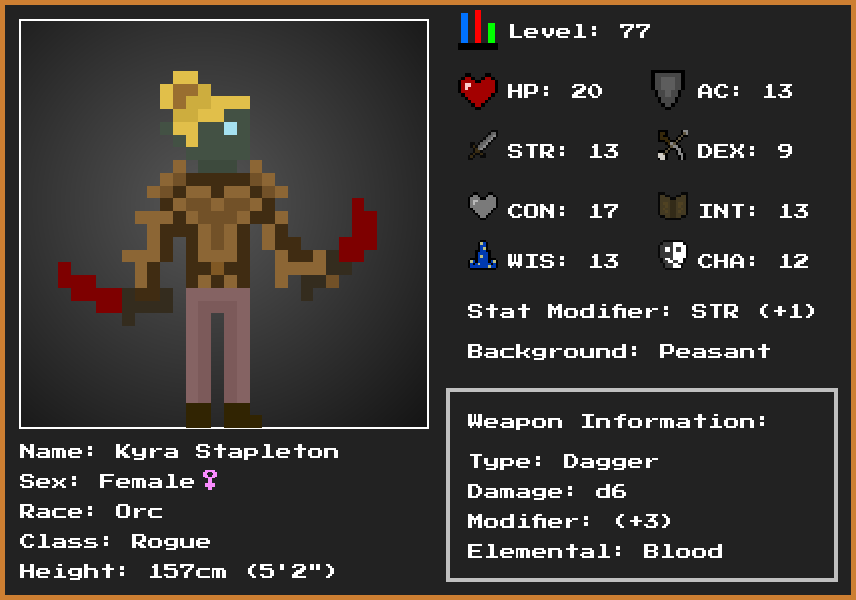 Level: 77
HP: 20
AC: 13
STR: 13
DEX: 9
CON: 17
INT: 13
WIS: 13
CHA: 12
Stat Modifier: STR (+1)
Background: Peasant
Weapon Information:
Type: Dagger
Damage: d6
Modifier: (+3)
Elemental: Blood
Name: Kyra Stapleton
Sex: Female♀
Race: Orc
Class: Rogue
Height: 157cm (5'2")